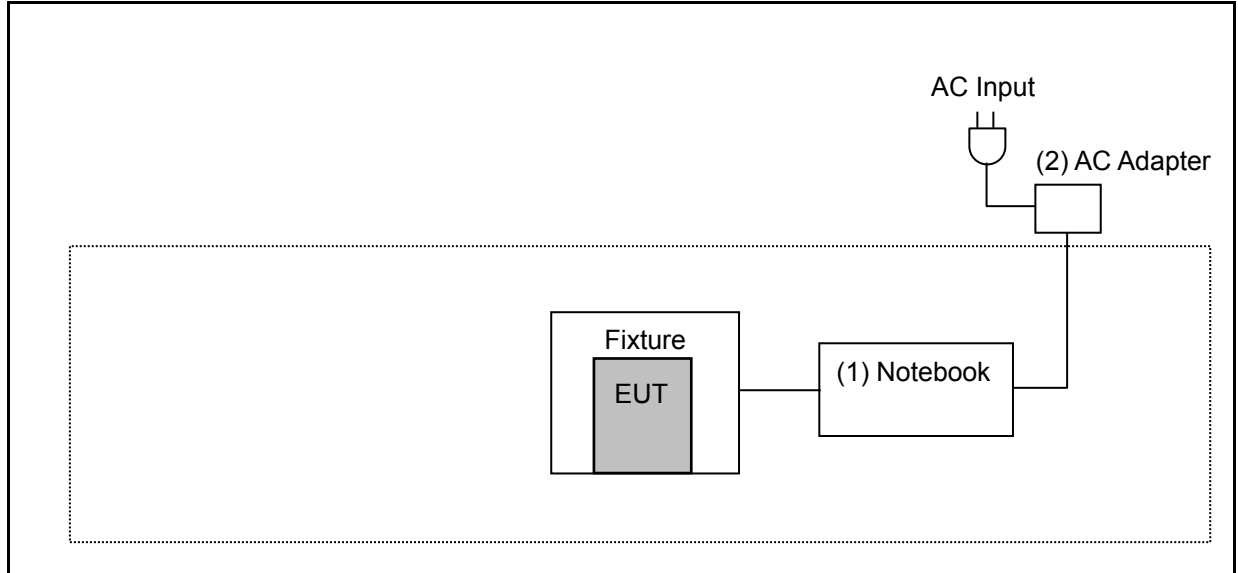 AC Input
(2) AC Adapter
Fixture
EUT
(1) Notebook